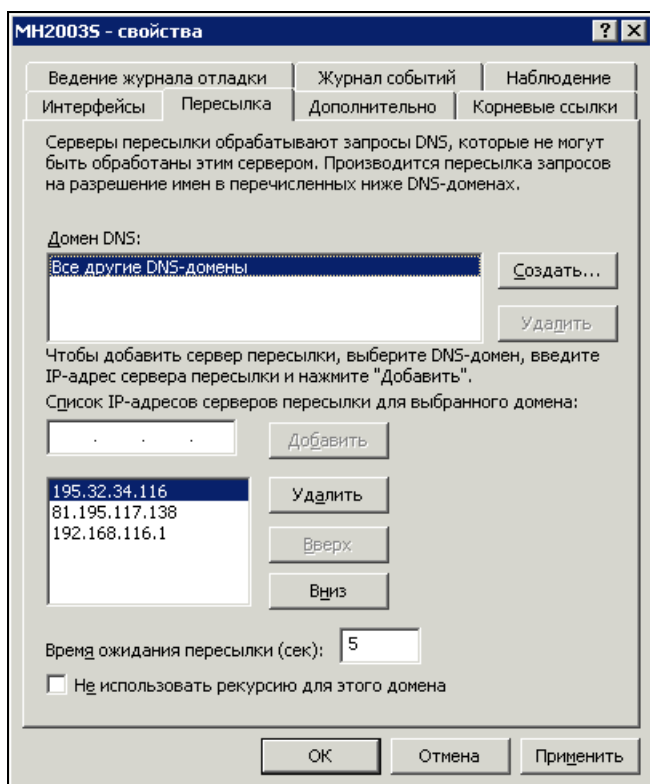 MH2003S - свойства
Ведение журнала отладки
Журнал событий
Наблюдение
Интерфейсы
Пересылка
Дополнительно
Корневые ссылки
Серверы пересылки обрабатывают запросы DNS, которые не могут
быть обработаны этим сервером. Производится пересылка запросов
на разрешение имен в перечисленных ниже DNS-доменах.
Домен DNS:
Все другие DNS-домены
Создать...
Удалить
Чтобы добавить сервер пересылки, выберите DNS-домен, введите
IP-адрес сервера пересылки и нажмите "Добавить".
Список IP-адресов серверов пересылки для выбранного домена:
. . .
Добавить
195.32.34.116
81.195.117.138
192.168.116.1
Удалить
Вверх
Вниз
Время ожидания пересылки (сек):
5
Не использовать рекурсию для этого домена
ОК
Отмена
Применить